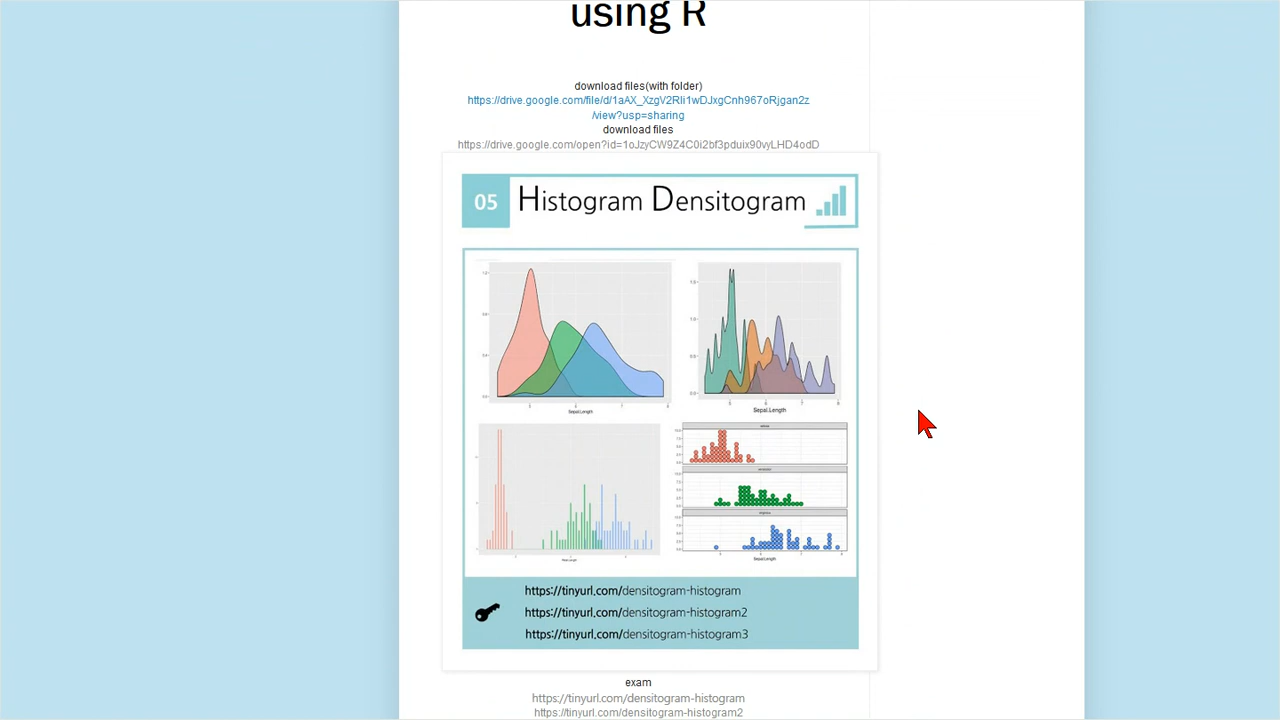 using R
download files(with folder)
https://drive.google.com/file/d/1aAX_XzgV2RIi1wDJxgCnh967oRjgan2z
/view?usp=sharing
download files
https://drive.google.com/open?id=1oJzyCW9Z4C0i2bf3pduix90vyLHD4odD
05 Histogram Densitogram
Sepal.Length
Sepal.Length
Sepal.Length
https://tinyurl.com/densitogram-histogram
https://tinyurl.com/densitogram-histogram2
https://tinyurl.com/densitogram-histogram3
exam
https://tinyurl.com/densitogram-histogram
https://tinyurl.com/densitogram-histogram2